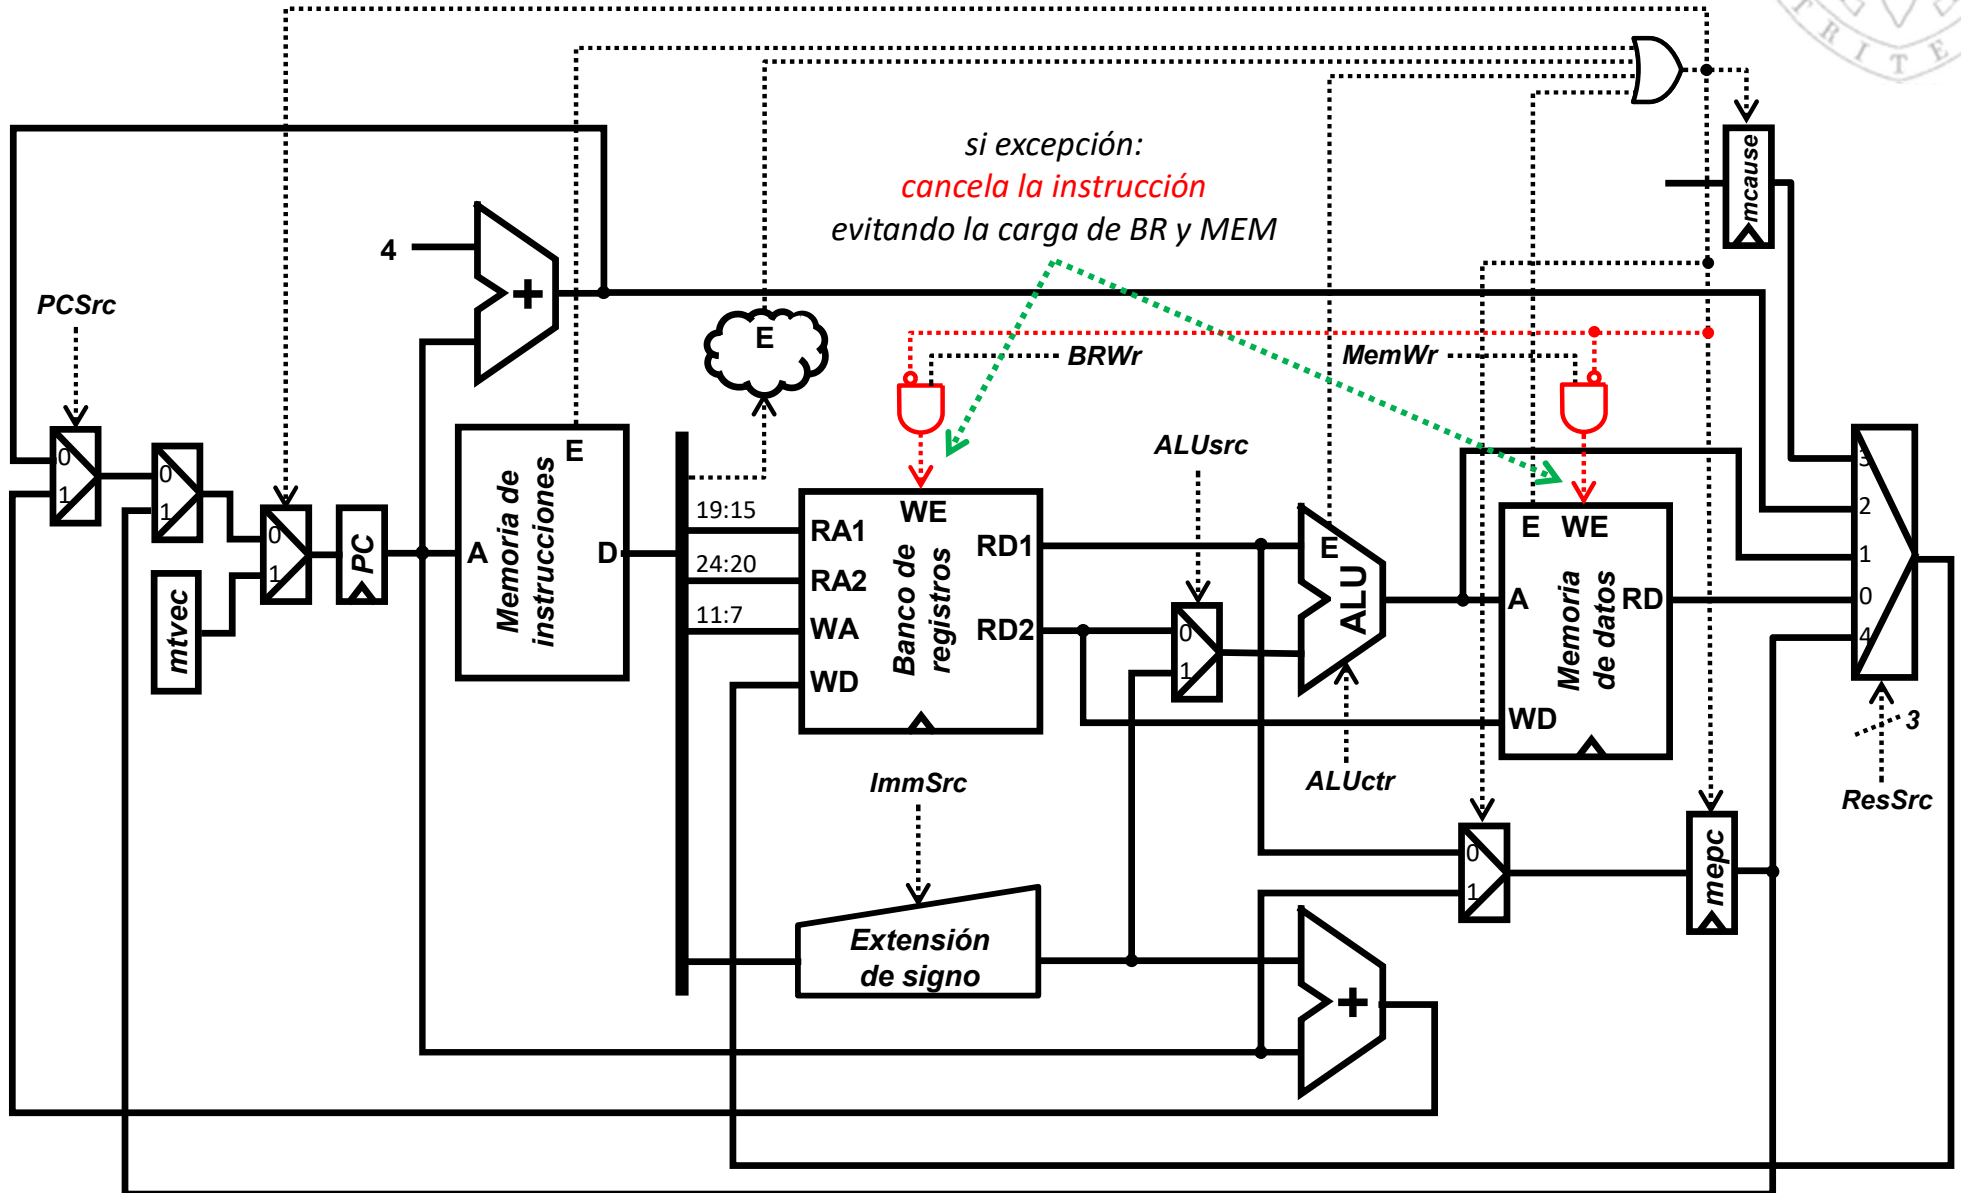 T R I T E
si excepción:
cancela la instrucción
evitando la carga de BR y MEM
mcause
4
+
PCSrc
E
BRWr
MemWr
0
1
0
1
0
1
mtvec
PC
A
Memoria de
instrucciones
E
D
19:15
24:20
11:7
WE
RA1
RA2
WA
WD
Banco de
registros
RD1
RD2
ALUsrc
0
1
E
ALU
ALUctr
E WE
A
Memoria
de datos
RD
WD
3
2
1
0
4
3
ResSrc
ImmSrc
Extensión
de signo
+
0
1
mepc